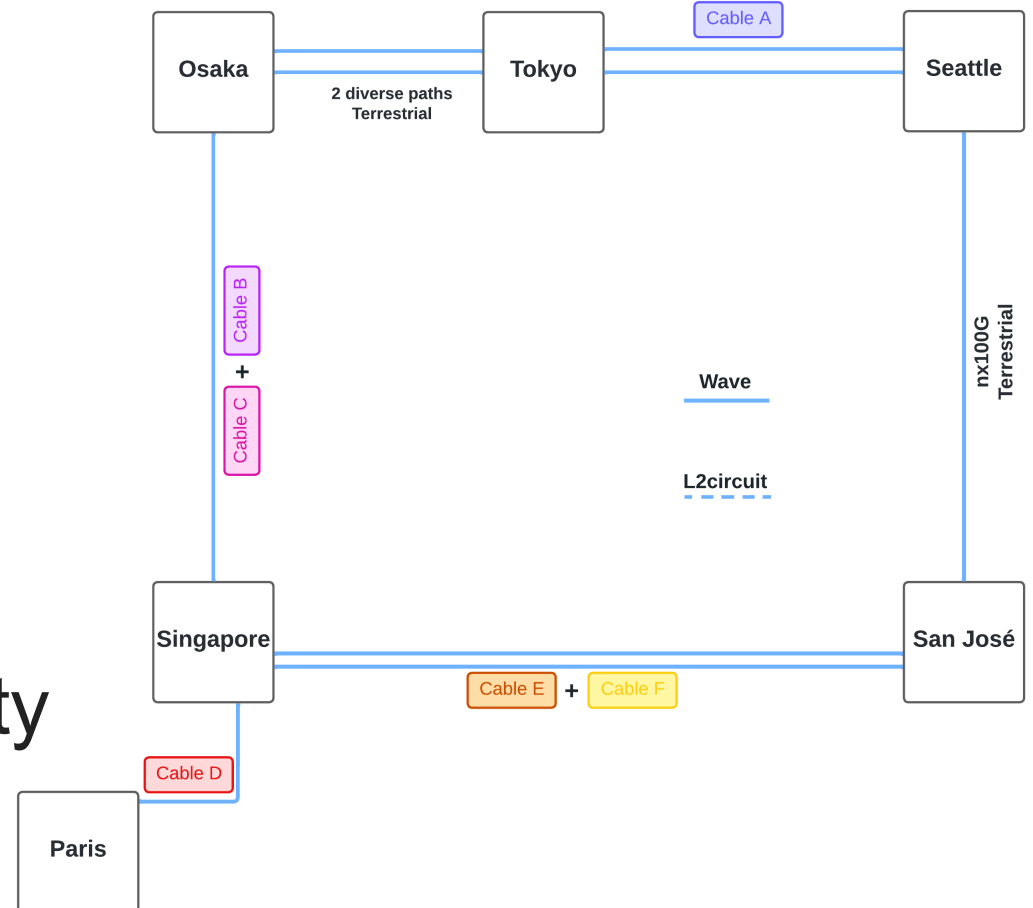 Cable A
Osaka
Tokyo
Seattle
2 diverse paths
Terrestrial
Cable B
+
Cable C
nx100G
Terrestrial
Wave
L2circuit
Singapore
San José
Cable E + Cable F
ty
Cable D
Paris